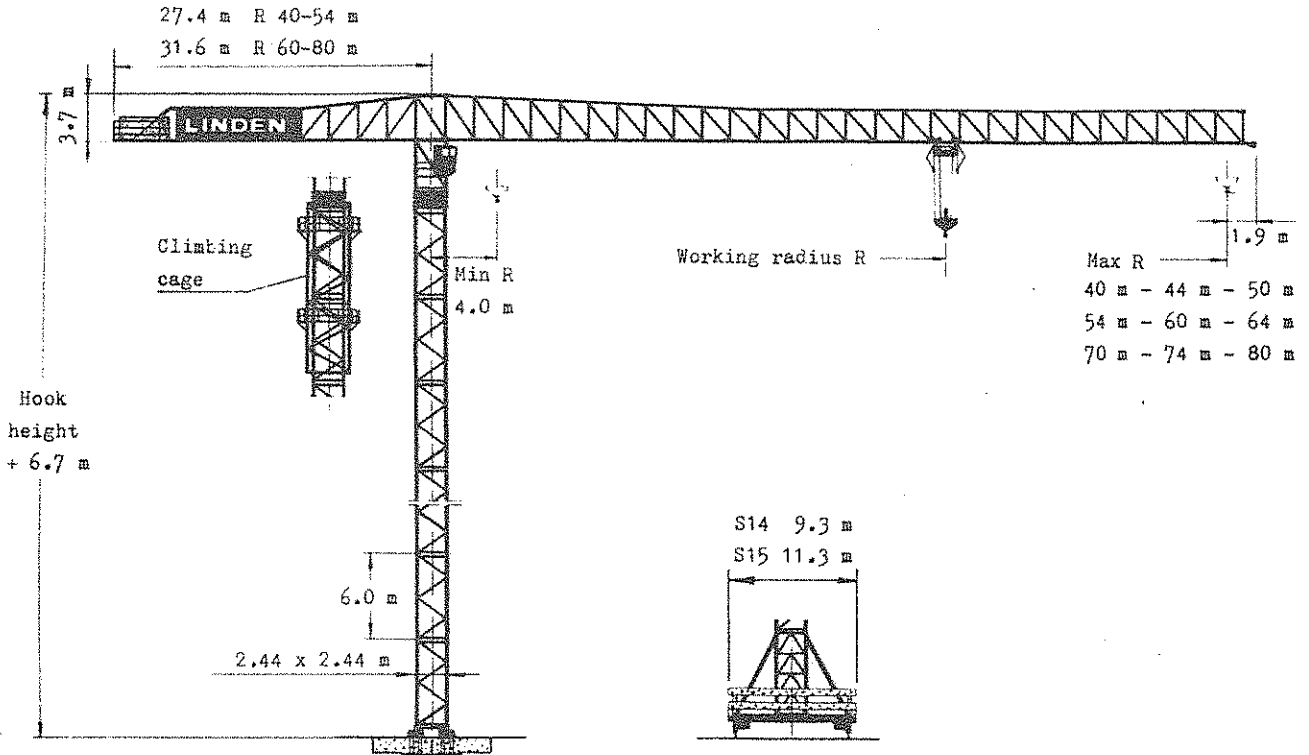 27.4 m R 40-54 m
31.6 m R 60-80 m
3.7 m
LINDEN
Climbing
cage
Min R
4.0 m
Working radius R
1.9 m
Max R
40 m - 44 m - 50 m
54 m - 60 m - 64 m
70 m - 74 m - 80 m
Hook
height
+ 6.7 m
S14 9.3 m
S15 11.3 m
6.0 m
2.44 x 2.44 m